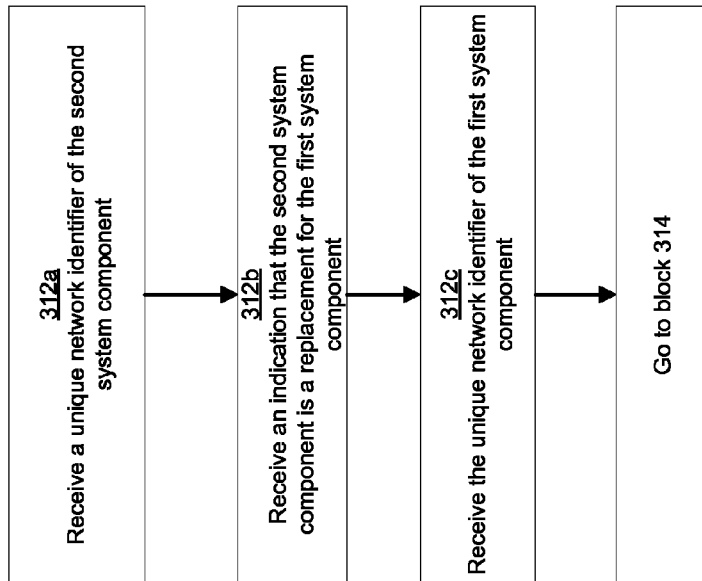 312a
Receive a unique network identifier of the second
system component
312b
Receive an indication that the second system
component is a replacement for the first system
component
312c
Receive the unique network identifier of the first system
component
Go to block 314